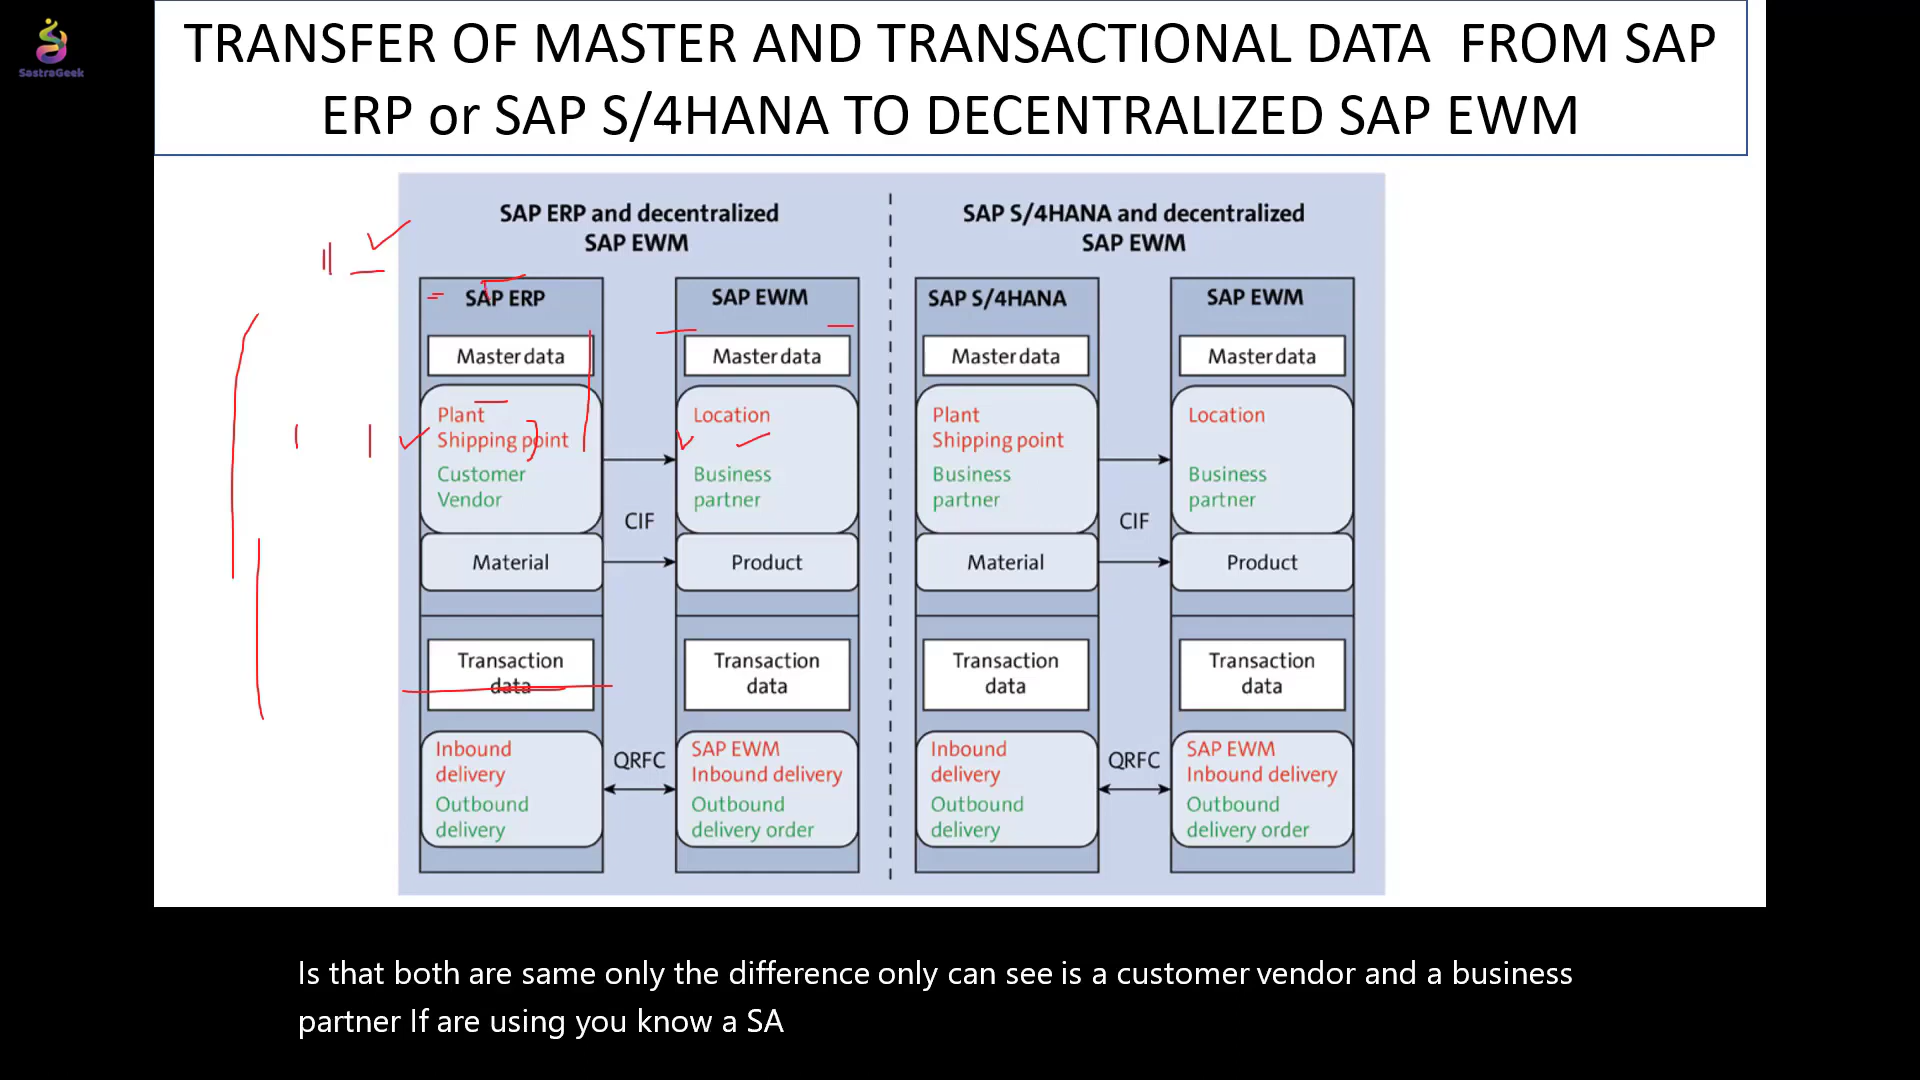 SastraGeek
TRANSFER OF MASTER AND TRANSACTIONAL DATA FROM SAP
ERP or SAP S/4HANA TO DECENTRALIZED SAP EWM
SAP ERP and decentralized
SAP EWM
SAP ERP
Master data
Plant
Shipping point
Customer
Vendor
Material
Transaction
data
Inbound
delivery
Outbound
delivery
CIF
QRFC
SAP EWM
Master data
Location
Business
partner
Product
Transaction
data
SAP EWM
Inbound delivery
Outbound
delivery order
SAP S/4HANA and decentralized
SAP EWM
SAP S/4HANA
Master data
Plant
Shipping point
Business
partner
Material
Transaction
data
Inbound
delivery
Outbound
delivery
CIF
QRFC
SAP EWM
Master data
Location
Business
partner
Product
Transaction
data
SAP EWM
Inbound delivery
Outbound
delivery order
Is that both are same only the difference only can see is a customer vendor and a business
partner If are using you know a SA